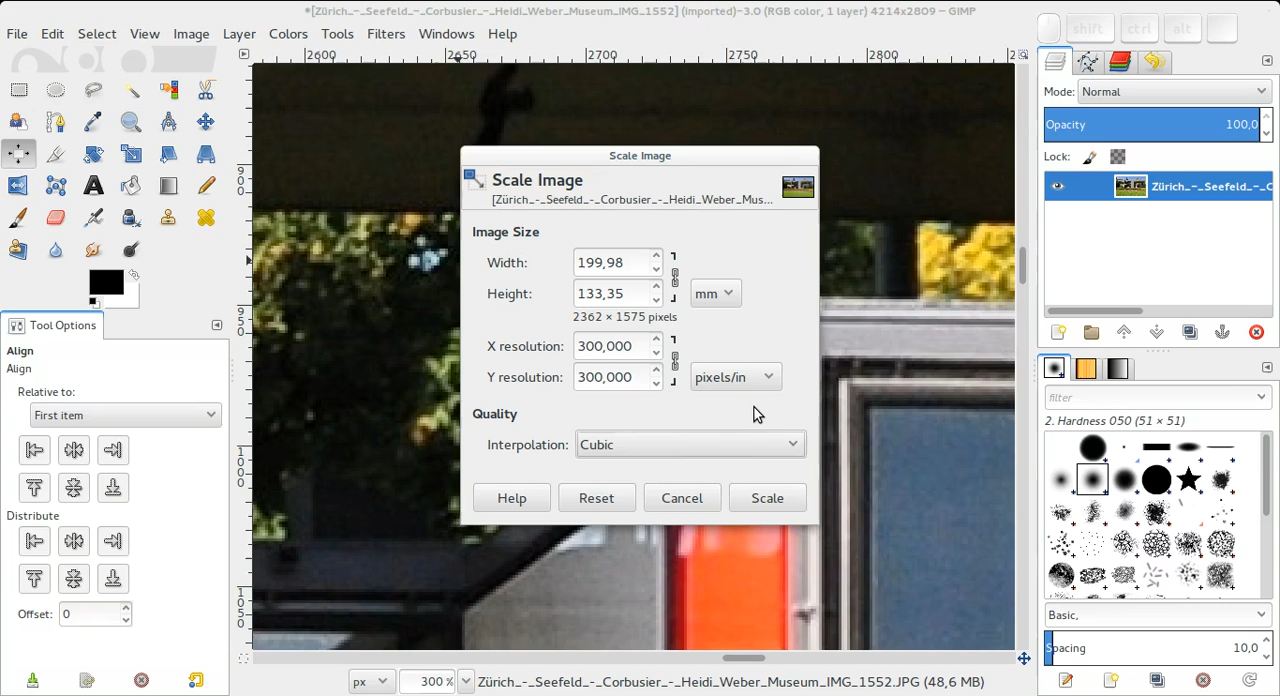 *[Zürich_-_Seefeld_-_Corbusier_-_Heidi_Weber_Museum_IMG_1552] (imported)-3.0 (RGB color, 1 layer) 4214x2809 – GIMP
File Edit Select View Image Layer Colors Tools Filters Windows Help
shift ctrl alt
2600 2650 2700 2750 2800
Mode: Normal
Opacity 100,0
Lock:
Zürich_-_Seefeld_-_C
900
950
1000
1050
Scale Image
Scale Image
[Zürich_-_Seefeld_-_Corbusier_-_Heidi_Weber_Mus...
Image Size
Width: 199,98
Height: 133,35 mm
2362 × 1575 pixels
X resolution: 300,000
Y resolution: 300,000 pixels/in
Quality
Interpolation: Cubic
Help Reset Cancel Scale
Tool Options
Align
Align
Relative to:
First item
Distribute
Offset: 0
filter
2. Hardness 050 (51 × 51)
Basic,
Spacing 10,0
px 300 % Zürich_-_Seefeld_-_Corbusier_-_Heidi_Weber_Museum_IMG_1552.JPG (48,6 MB)